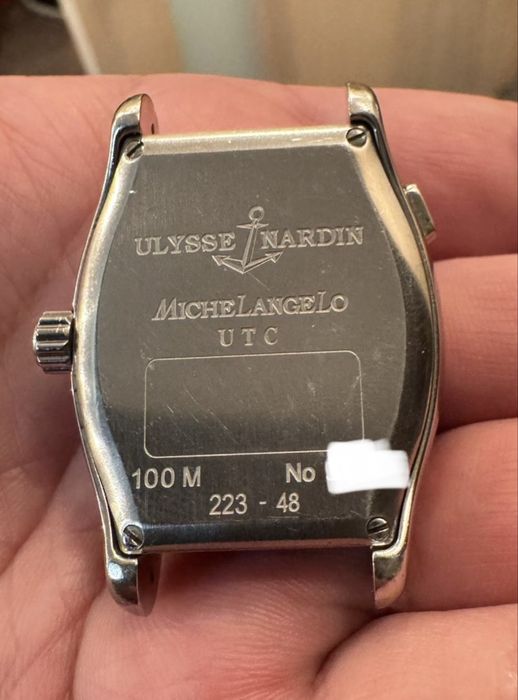 ULYSSE NARDIN
MICHELANGELO
UTC
100 M No
223 - 48